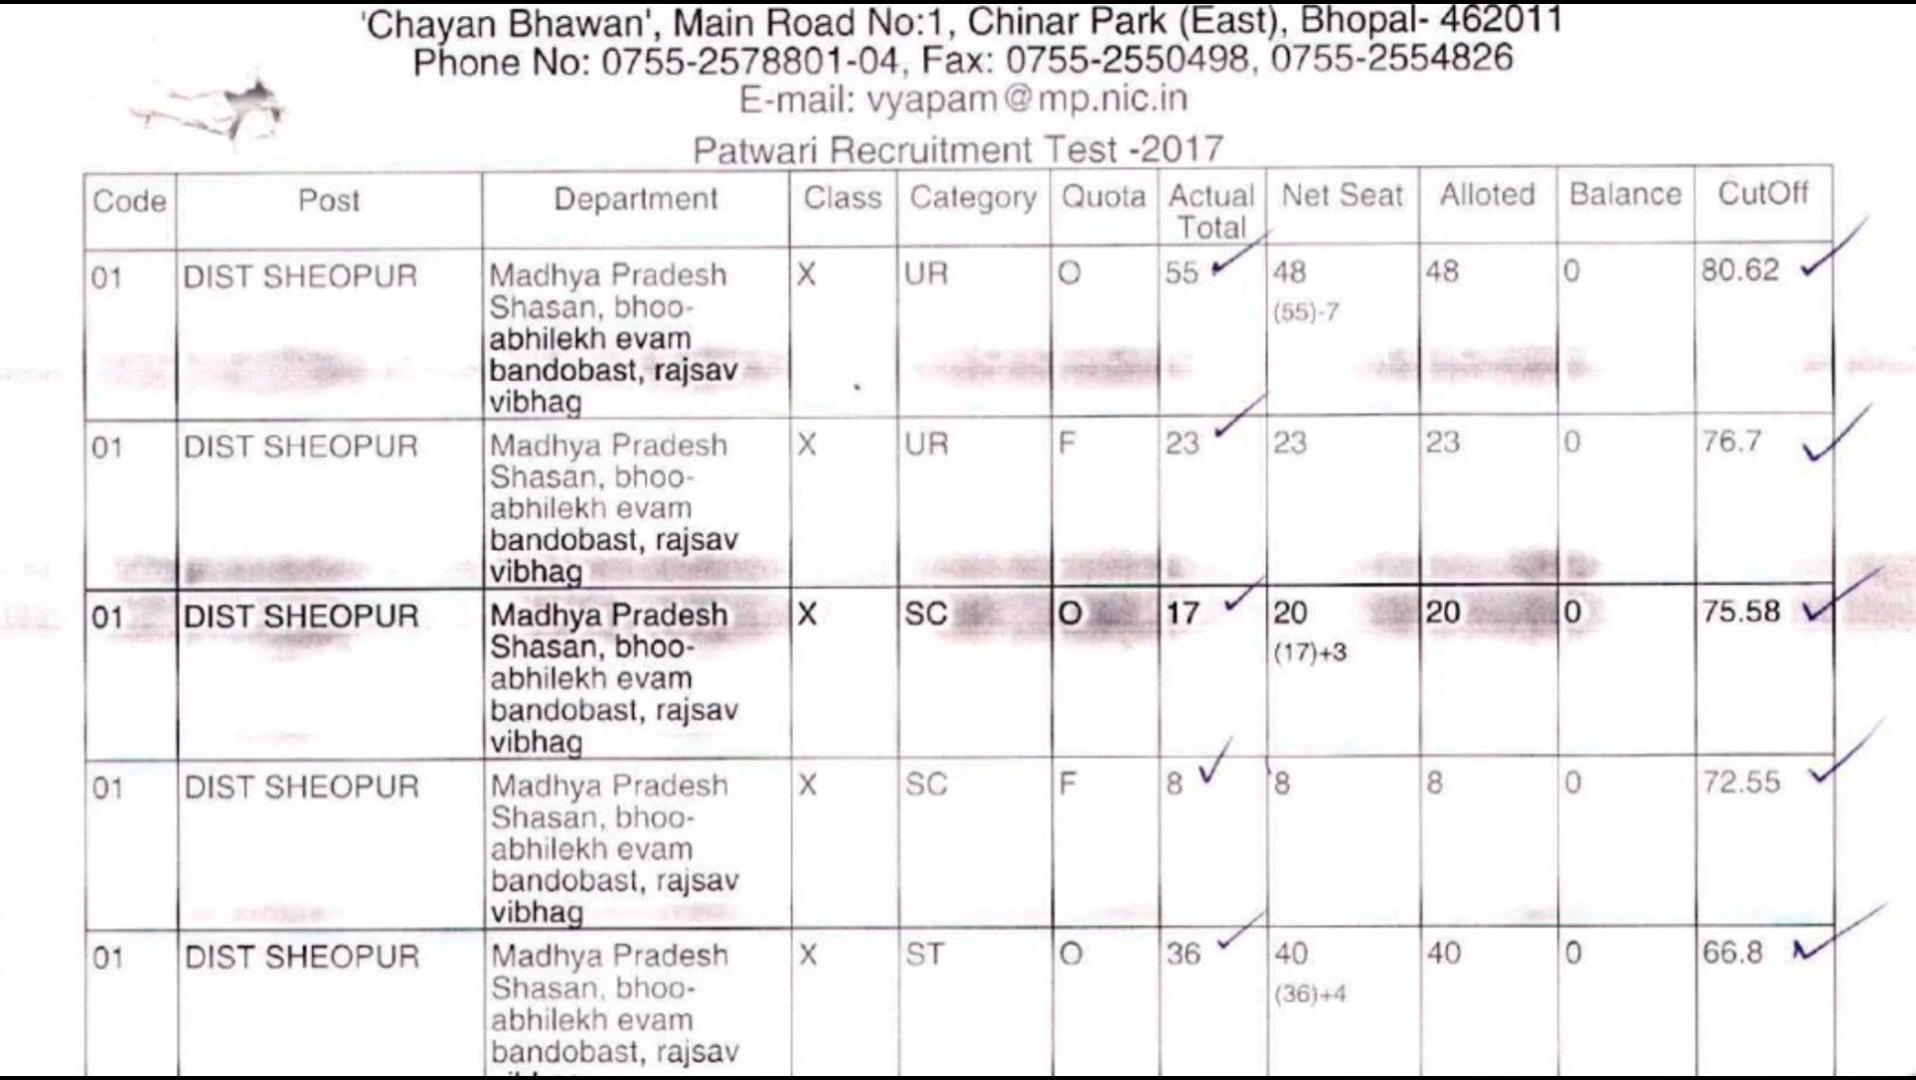 'Chayan Bhawan', Main Road No:1, Chinar Park (East), Bhopal- 462011
Phone No: 0755-2578801-04, Fax: 0755-2550498, 0755-2554826
E-mail: vyapam@mp.nic.in
Patwari Recruitment Test -2017
Code Post Department Class Category Quota Actual Net Seat Alloted Balance CutOff
Total
01 DIST SHEOPUR Madhya Pradesh X UR O 55 48 48 0 80.62
Shasan, bhoo- (55)-7
abhilekh evam
bandobast, rajsav
vibhag
01 DIST SHEOPUR Madhya Pradesh X UR F 23 23 23 0 76.7
Shasan, bhoo-
abhilekh evam
bandobast, rajsav
vibhag
01 DIST SHEOPUR Madhya Pradesh X SC O 17 20 20 0 75.58
Shasan, bhoo- (17)+3
abhilekh evam
bandobast, rajsav
vibhag
01 DIST SHEOPUR Madhya Pradesh X SC F 8 8 8 0 72.55
Shasan, bhoo-
abhilekh evam
bandobast, rajsav
vibhag
01 DIST SHEOPUR Madhya Pradesh X ST O 36 40 40 0 66.8
Shasan, bhoo- (36)+4
abhilekh evam
bandobast, rajsav